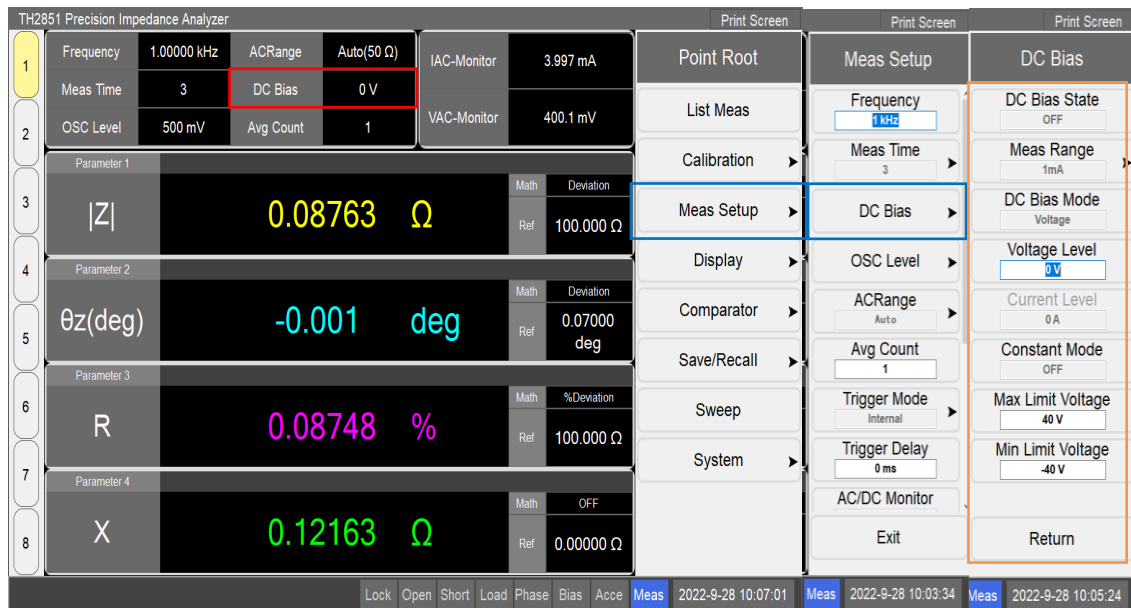 TH2851 Precision Impedance Analyzer
Print Screen
Print Screen
Print Screen
1
2
3
4
5
6
7
8
Frequency 1.00000 kHz ACRange Auto(50 Ω)
Meas Time 3 DC Bias 0 V
OSC Level 500 mV Avg Count 1
IAC-Monitor 3.997 mA
VAC-Monitor 400.1 mV
Parameter 1
|Z| 0.08763 Ω
Math Deviation
Ref 100.000 Ω
Parameter 2
θz(deg) -0.001 deg
Math Deviation
Ref 0.07000
deg
Parameter 3
R 0.08748 %
Math %Deviation
Ref 100.000 Ω
Parameter 4
X 0.12163 Ω
Math OFF
Ref 0.00000 Ω
Point Root
List Meas
Calibration
Meas Setup
Display
Comparator
Save/Recall
Sweep
System
Meas Setup
Frequency
1 kHz
Meas Time
3
DC Bias
OSC Level
ACRange
Auto
Avg Count
1
Trigger Mode
Internal
Trigger Delay
0 ms
AC/DC Monitor
Exit
DC Bias
DC Bias State
OFF
Meas Range
1mA
DC Bias Mode
Voltage
Voltage Level
0 V
Current Level
0 A
Constant Mode
OFF
Max Limit Voltage
40 V
Min Limit Voltage
-40 V
Return
Lock Open Short Load Phase Bias Acce Meas 2022-9-28 10:07:01
Meas 2022-9-28 10:03:34
Meas 2022-9-28 10:05:24